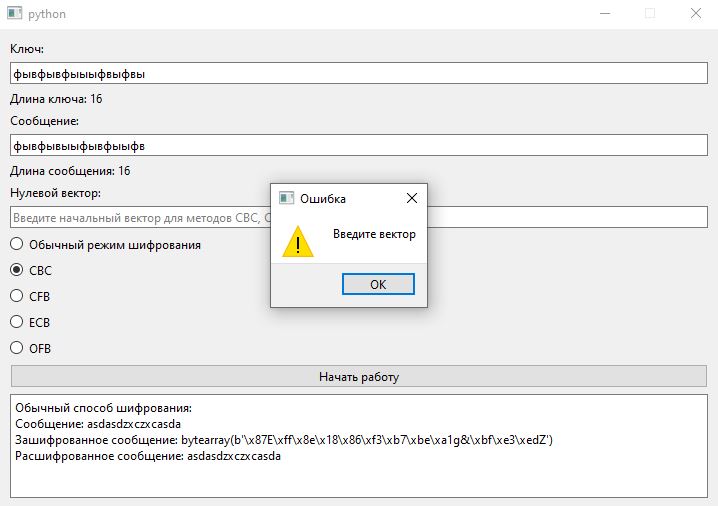 python
Ключ:
фывфывфыыыфвыфвы
Длина ключа: 16
Сообщение:
фывфывыыфывфыыфв
Длина сообщения: 16
Нулевой вектор:
Введите начальный вектор для методов CBC,
Ошибка
Введите вектор
OK
Обычный режим шифрования
CBC
CFB
ECB
OFB
Начать работу
Обычный способ шифрования:
Сообщение: asdasdzxczxcasda
Зашифрованное сообщение: bytearray(b'\x87E\xff\x8e\x18\x86\xf3\xb7\xbe\xa1g&\xbf\xe3\xedZ')
Расшифрованное сообщение: asdasdzxczxcasda